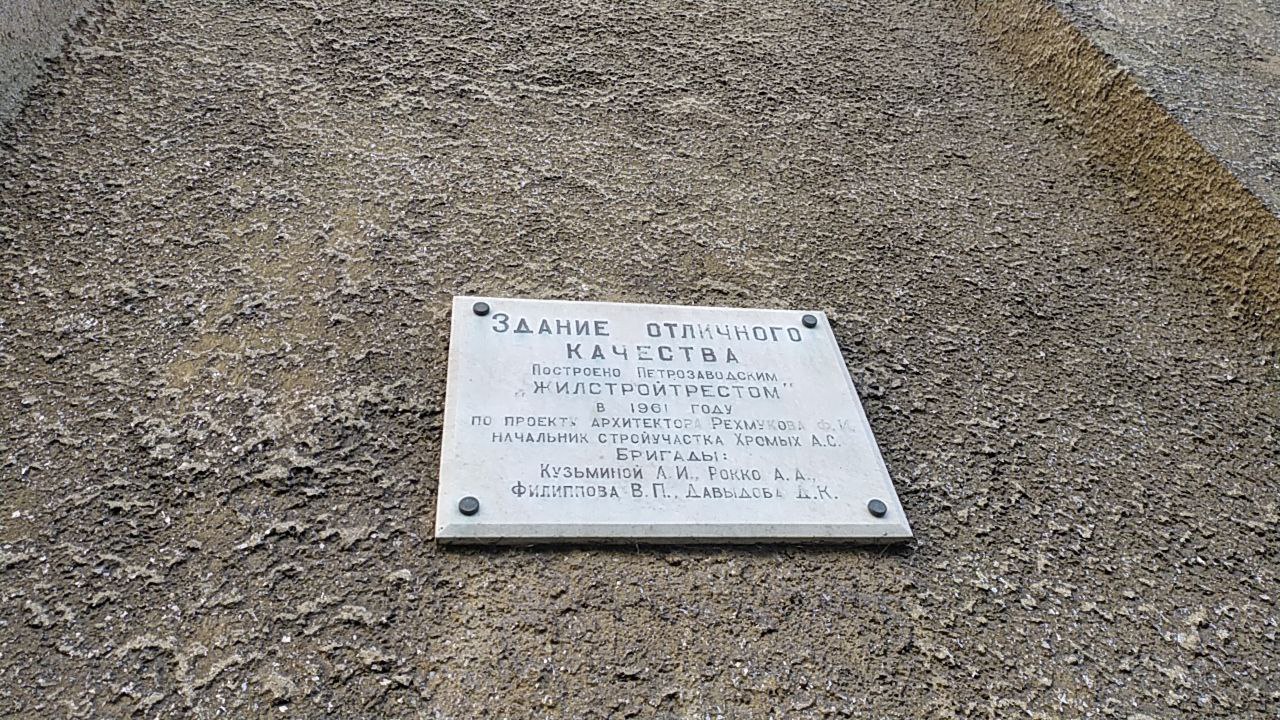 ЗДАНИЕ ОТЛИЧНОГО
КАЧЕСТВА
ПОСТРОЕНО ПЕТРОЗАВОДСКИМ
„ЖИЛСТРОЙТРЕСТОМ"
В 1961 ГОДУ
ПО ПРОЕКТУ АРХИТЕКТОРА РЕХМУКОВА Ф.И.
НАЧАЛЬНИК СТРОЙУЧАСТКА ХРОМЫХ А.С.
БРИГАДЫ:
КУЗЬМИНОЙ Л.И., РОККО А.А.,
ФИЛИППОВА В.П., ДАВЫДОВА Д.К.